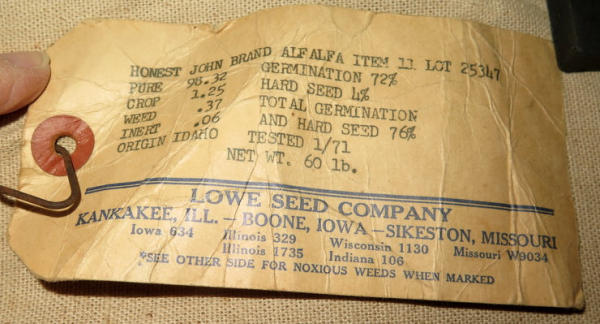 HONEST JOHN BRAND ALFALFA ITEM 11 LOT 25347
PURE 98.32 GERMINATION 72%
CROP 1.25 HARD SEED 4%
WEED .37 TOTAL GERMINATION
INERT .06 AND HARD SEED 76%
ORIGIN IDAHO TESTED 1/71
NET WT. 60 lb.
LOWE SEED COMPANY
KANKAKEE, ILL. — BOONE, IOWA — SIKESTON, MISSOURI
Iowa 634 Illinois 329 Wisconsin 1130 Missouri W9034
Illinois 1735 Indiana 106
*SEE OTHER SIDE FOR NOXIOUS WEEDS WHEN MARKED